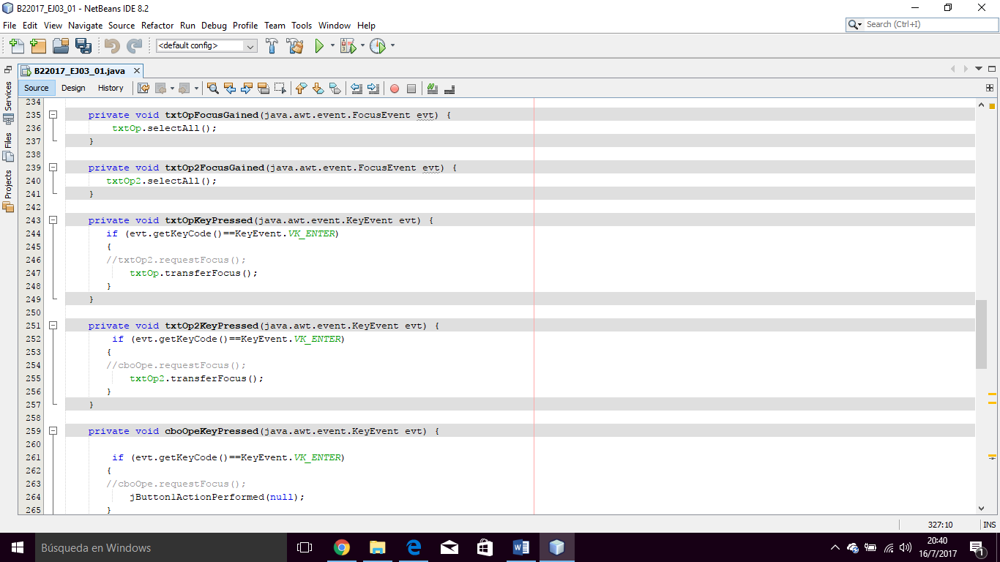 B22017_EJ03_01 - NetBeans IDE 8.2
File Edit View Navigate Source Refactor Run Debug Profile Team Tools Window Help
Search (Ctrl+I)
<default config>
B22017_EJ03_01.java
Source Design History
Services
Files
Projects
234
235 private void txtOpFocusGained(java.awt.event.FocusEvent evt) {
236 txtOp.selectAll();
237 }
238
239 private void txtOp2FocusGained(java.awt.event.FocusEvent evt) {
240 txtOp2.selectAll();
241 }
242
243 private void txtOpKeyPressed(java.awt.event.KeyEvent evt) {
244 if (evt.getKeyCode()==KeyEvent.VK_ENTER)
245 {
246 //txtOp2.requestFocus();
247 txtOp.transferFocus();
248 }
249 }
250
251 private void txtOp2KeyPressed(java.awt.event.KeyEvent evt) {
252 if (evt.getKeyCode()==KeyEvent.VK_ENTER)
253 {
254 //cboOpe.requestFocus();
255 txtOp2.transferFocus();
256 }
257 }
258
259 private void cboOpeKeyPressed(java.awt.event.KeyEvent evt) {
260
261 if (evt.getKeyCode()==KeyEvent.VK_ENTER)
262 {
263 //cboOpe.requestFocus();
264 jButton1ActionPerformed(null);
265 }
327:10 INS
Búsqueda en Windows
20:40
16/7/2017
1